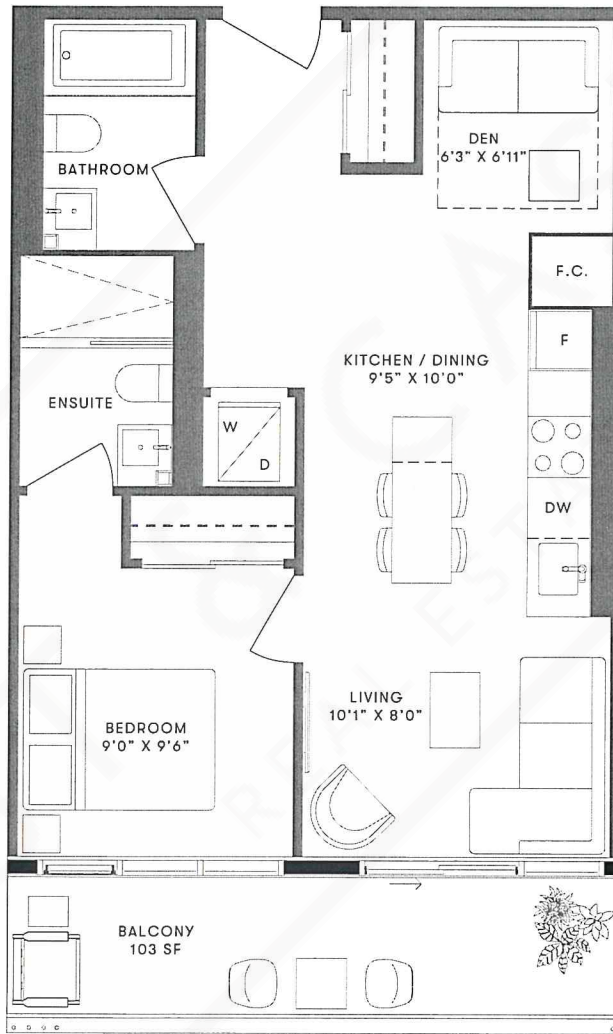 BATHROOM
DEN
6'3" X 6'11"
F.C.
F
KITCHEN / DINING
9'5" X 10'0"
ENSUITE
W
D
DW
LIVING
10'1" X 8'0"
BEDROOM
9'0" X 9'6"
BALCONY
103 SF